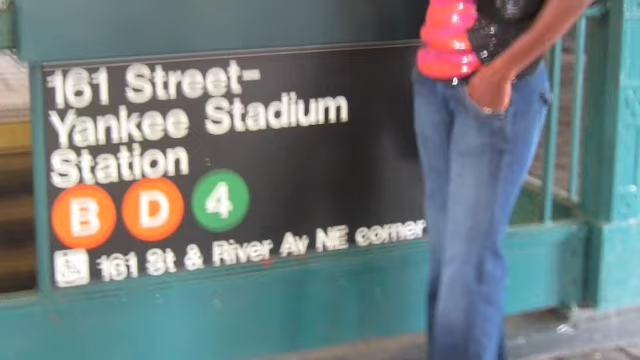 161 Street-
Yankee Stadium
Station
B D 4
161 St & River Av NE corner